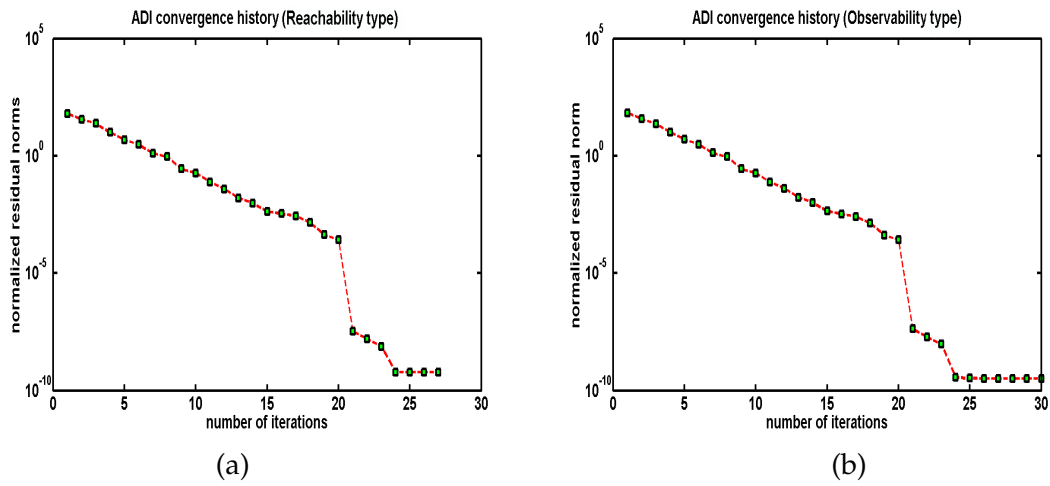 ADI convergence history (Reachability type)
normalized residual norms
10^5
10^0
10^-5
10^-10
0 5 10 15 20 25 30
number of iterations
(a)
ADI convergence history (Observability type)
normalized residual norm
10^5
10^0
10^-5
10^-10
0 5 10 15 20 25 30
number of iterations
(b)